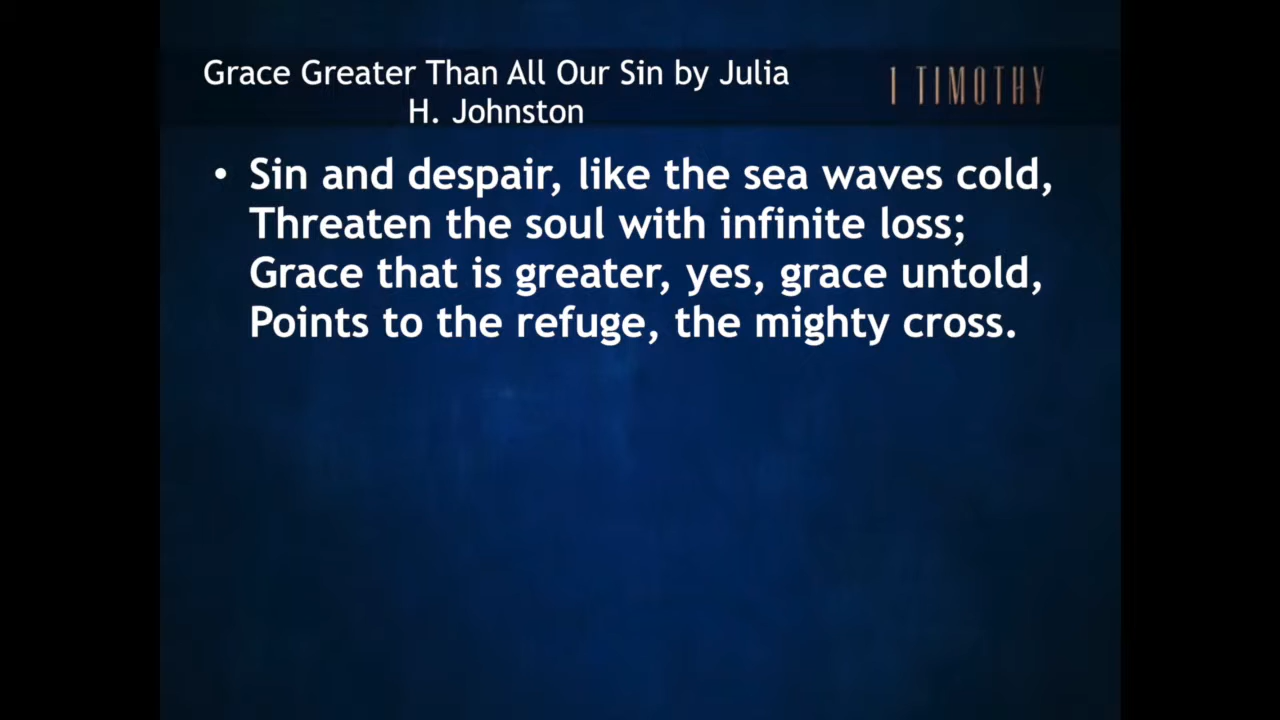 Grace Greater Than All Our Sin by Julia
H. Johnston
1 TIMOTHY
• Sin and despair, like the sea waves cold,
Threaten the soul with infinite loss;
Grace that is greater, yes, grace untold,
Points to the refuge, the mighty cross.